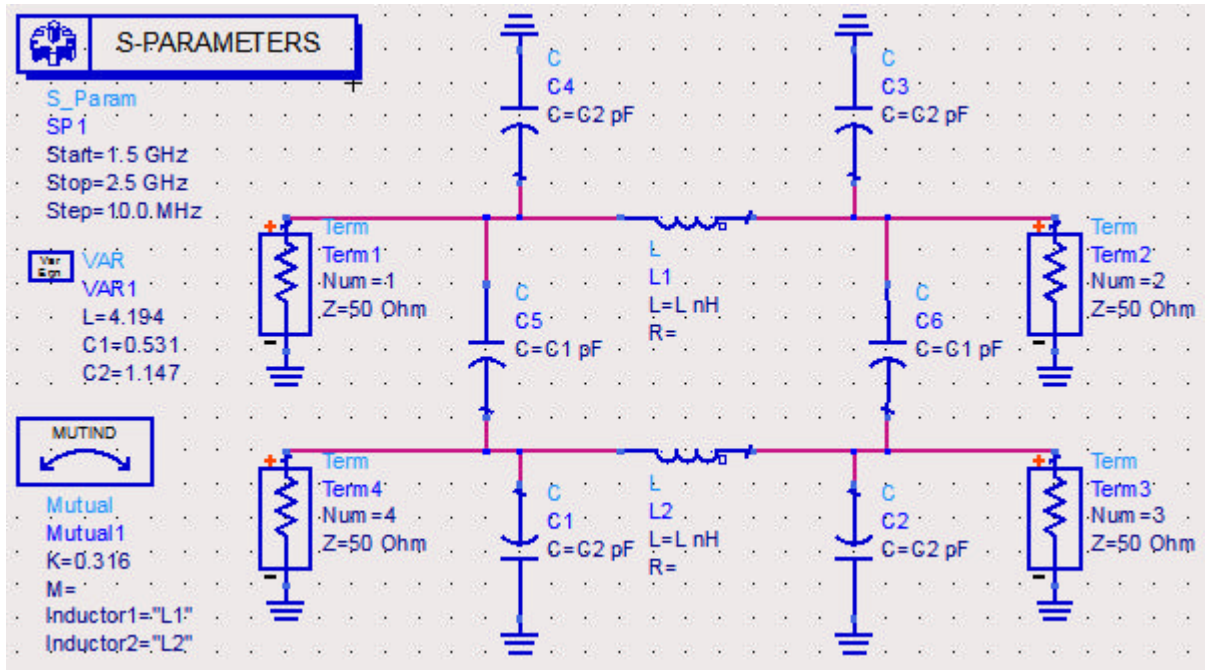 S-PARAMETERS
S_Param
SP1
Start=1.5 GHz
Stop=2.5 GHz
Step=10.0 MHz
Var
Eqn
VAR
VAR1
L=4.194
C1=0.531
C2=1.147
MUTIND
Mutual
Mutual1
K=0.316
M=
Inductor1="L1"
Inductor2="L2"
C
C4
C=C2 pF
C
C3
C=C2 pF
+
Term
Term1
Num=1
Z=50 Ohm
-
L
L1
L=L nH
R=
+
Term
Term2
Num=2
Z=50 Ohm
-
C
C5
C=C1 pF
C
C6
C=C1 pF
+
Term
Term4
Num=4
Z=50 Ohm
-
C
C1
C=C2 pF
L
L2
L=L nH
R=
C
C2
C=C2 pF
+
Term
Term3
Num=3
Z=50 Ohm
-